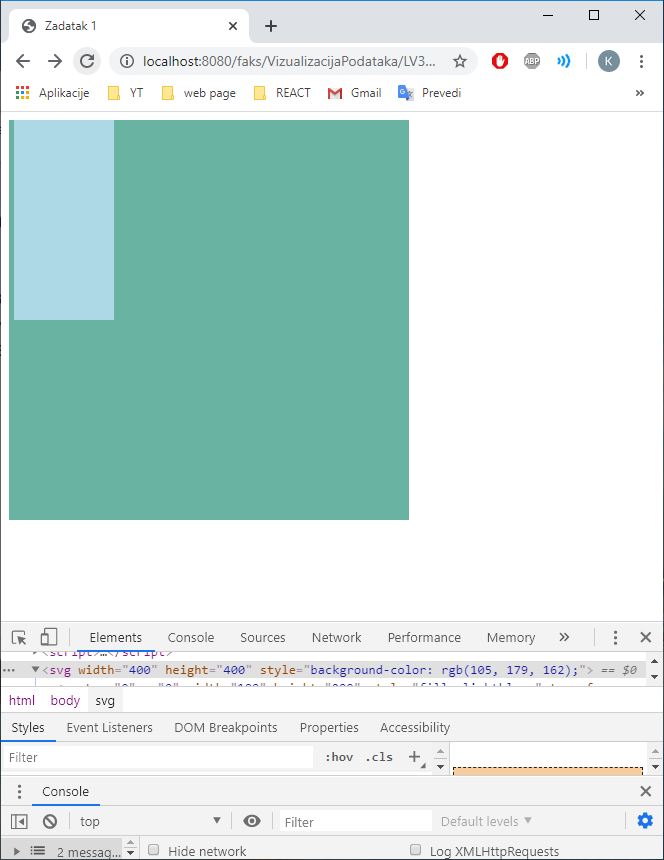 Zadatak 1
localhost:8080/faks/VizualizacijaPodataka/LV3...
ABP
K
Aplikacije YT web page REACT Gmail Prevedi
Elements Console Sources Network Performance Memory
<script>…</script>
<svg width="400" height="400" style="background-color: rgb(105, 179, 162);"> == $0
html body svg
Styles Event Listeners DOM Breakpoints Properties Accessibility
Filter :hov .cls
Console
top Filter Default levels
2 messag... Hide network Log XMLHttpRequests